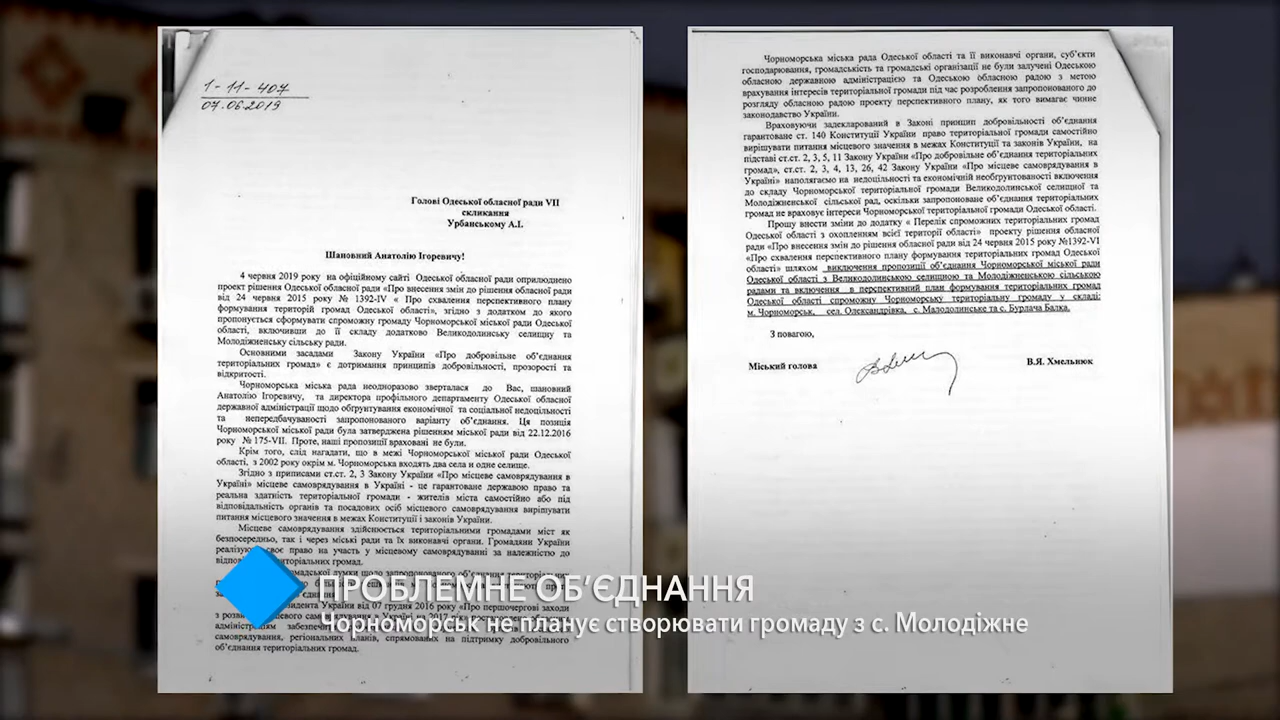 1-11-407
07.06.2019
Голові Одеської обласної ради VII
скликання
Урбанському А.І.
Шановний Анатолію Ігоревичу!
4 червня 2019 року на офіційному сайті Одеської обласної ради оприлюднено
проект рішення Одеської обласної ради «Про внесення змін до рішення обласної ради
від 24 червня 2015 року № 1392-IV « Про схвалення перспективного плану
формування територій громад Одеської області», згідно з додатком до якого
пропонується сформувати спроможну громаду Чорноморської міської ради Одеської
області, включивши до її складу додатково Великодолинську селищну та
Молодіжненську сільську ради.
Основними засадами Закону України «Про добровільне об'єднання
територіальних громад» є дотримання принципів добровільності, прозорості та
відкритості.
Чорноморська міська рада неодноразово зверталася до Вас, шановний
Анатолію Ігоревичу, та директора профільного департаменту Одеської обласної
державної адміністрації щодо обгрунтування економічної та соціальної недоцільності
та непередбачуваності запропонованого варіанту об'єднання. Ця позиція
Чорноморської міської ради була затверджена рішенням міської ради від 22.12.2016
року № 175-VII. Проте, наші пропозиції враховані не були.
Крім того, слід нагадати, що в межі Чорноморської міської ради Одеської
області, з 2002 року окрім м. Чорноморська входять два села и одне селище.
Згідно з приписами ст.ст. 2, 3 Закону України «Про місцеве самоврядування в
Україні» місцеве самоврядування в Україні - це гарантоване державою право та
реальна здатність територіальної громади - жителів міста самостійно або під
відповідальність органів та посадових осіб місцевого самоврядування вирішувати
питання місцевого значення в межах Конституції і законів України.
Місцеве самоврядування здійснюється територіальними громадами міст як
безпосередньо, так і через міські ради та їх виконавчі органи. Громадяни України
реалізують своє право на участь у місцевому самоврядуванні за належністю до
територіальних громад.
громадської думки щодо запропонованого об'єднання територіальних
Президента України від 07 грудня 2016 року «Про першочергові заходи
з самоврядування в Україні на 2017
адміністраціям
самоврядування, регіональних планів, спрямованих на підтримку добровільного
об'єднання територіальних громад.
Чорноморська міська рада Одеської області та її виконавчі органи, суб'єкти
господарювання, громадськість та громадські організації не були залучені Одеською
обласною державною адміністрацією та Одеською обласною радою з метою
врахування інтересів територіальної громади під час розроблення запропонованого до
розгляду обласною радою проекту перспективного плану, як того вимагає чинне
законодавство України.
Враховуючи задекларований в Законі принцип добровільності об'єднання
гарантоване ст. 140 Конституції України право територіальної громади самостійно
вирішувати питання місцевого значення в межах Конституції та законів України, на
підставі ст.ст. 2, 3, 5, 11 Закону України «Про добровільне об'єднання територіальних
громад», ст.ст. 2, 3, 4, 13, 26, 42 Закону України «Про місцеве самоврядування в
Україні» наполягаємо на недоцільності та економічній необґрунтованості включення
до складу Чорноморської територіальної громади Великодолинської селищної та
Молодіжненської сільської рад, оскільки запропоноване об'єднання територіальних
громад не враховує інтереси Чорноморської територіальної громади Одеської області.
Прошу внести зміни до додатку « Перелік спроможних територіальних громад
Одеської області з охопленням всієї території області» проекту рішення обласної
ради «Про внесення змін до рішення обласної ради від 24 червня 2015 року №1392-VI
«Про схвалення перспективного плану формування територіальних громад Одеської
області» шляхом виключення пропозиції об'єднання Чорноморської міської ради
Одеської області з Великодолинською селищною та Молодіжненською сільською
радами та включення в перспективний план формування територіальних громад
Одеської області спроможну Чорноморську територіальну громаду у складі:
м. Чорноморськ, сел. Олександрівка, с. Малодолинське та с. Бурлача Балка.
З повагою,
Міський голова В.Я. Хмельнюк
ПРОБЛЕМНЕ ОБ'ЄДНАННЯ
Чорноморськ не планує створювати громаду з с. Молодіжне